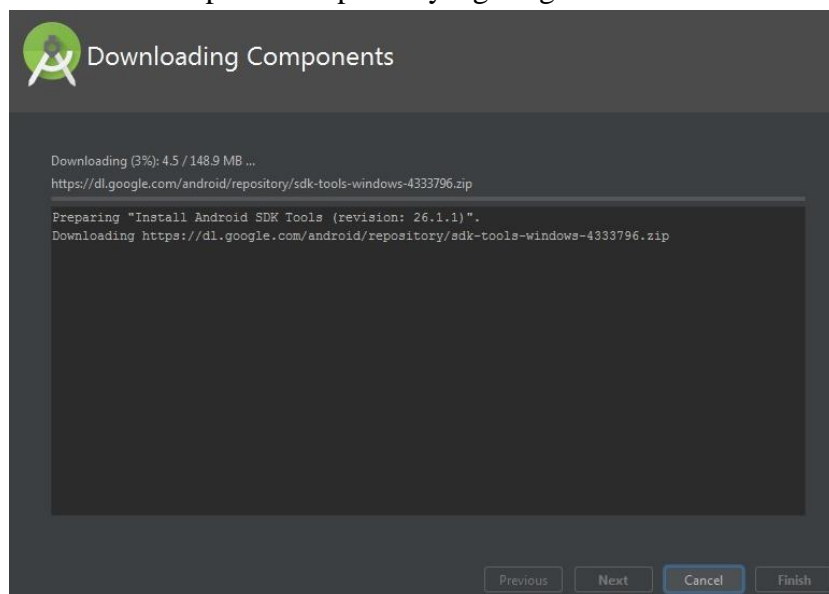 Downloading Components
Downloading (3%): 4.5 / 148.9 MB ...
https://dl.google.com/android/repository/sdk-tools-windows-4333796.zip
Preparing "Install Android SDK Tools (revision: 26.1.1)".
Downloading https://dl.google.com/android/repository/sdk-tools-windows-4333796.zip
Previous Next Cancel Finish